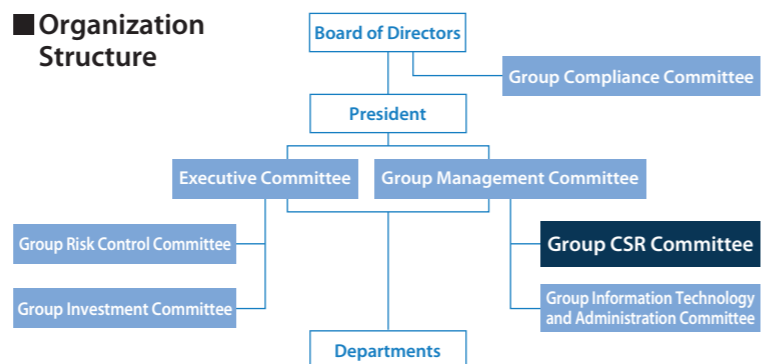 ■Organization
Structure
Board of Directors
Group Compliance Committee
President
Executive Committee
Group Management Committee
Group Risk Control Committee
Group CSR Committee
Group Investment Committee
Group Information Technology
and Administration Committee
Departments